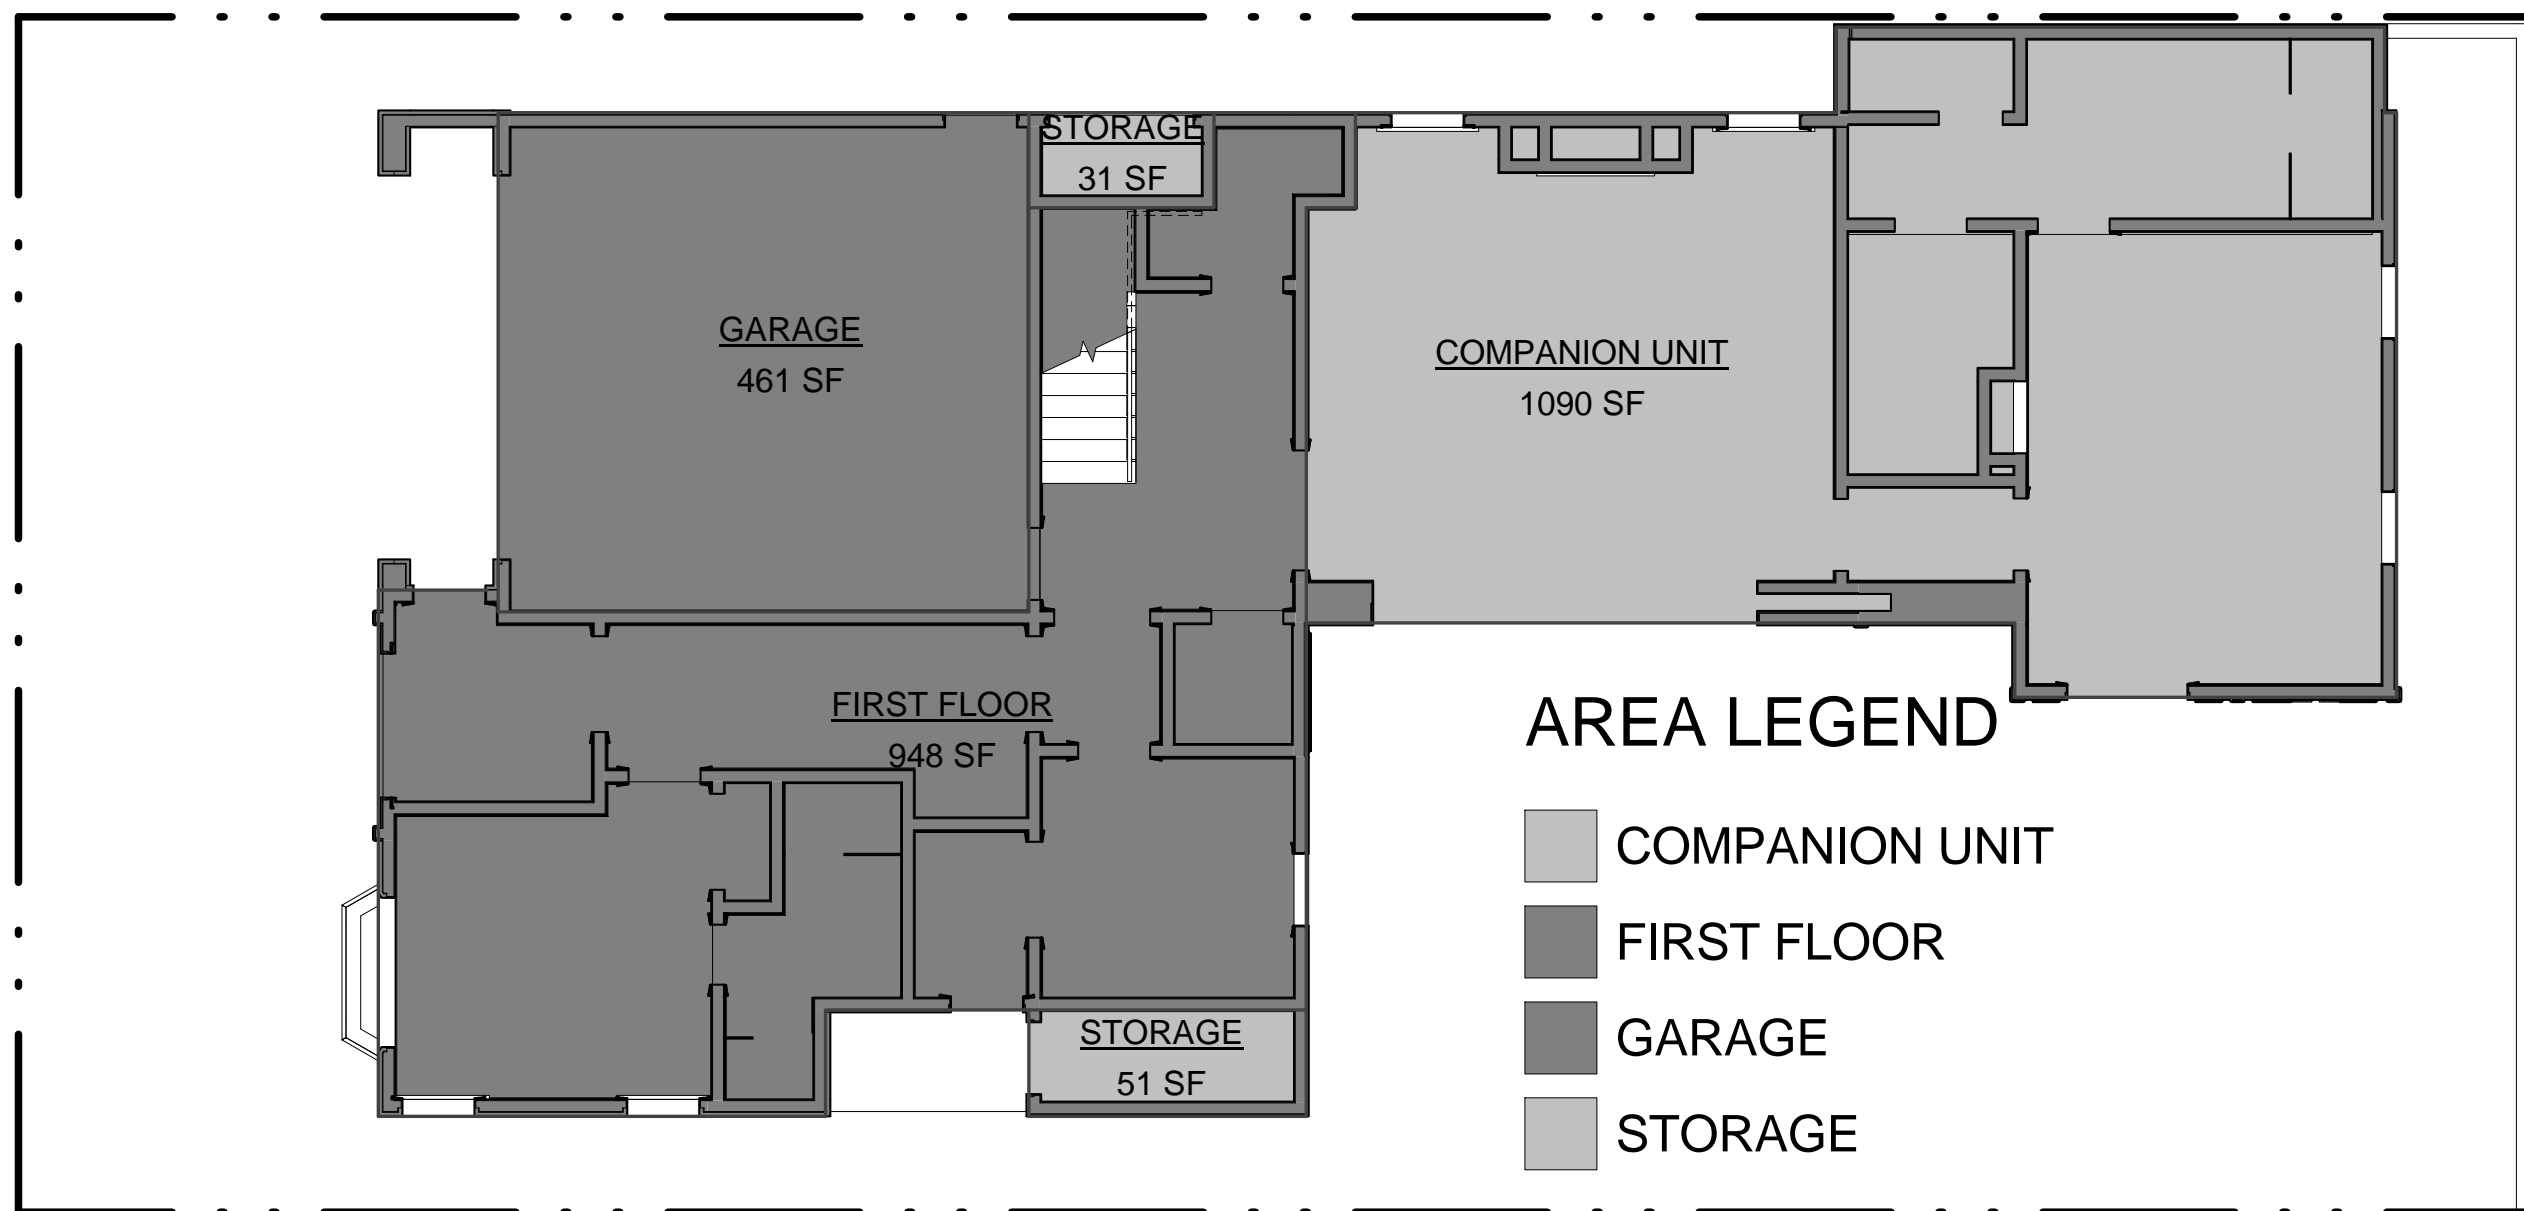 STORAGE
31 SF
GARAGE
461 SF
COMPANION UNIT
1090 SF
FIRST FLOOR
948 SF
STORAGE
51 SF
AREA LEGEND
COMPANION UNIT
FIRST FLOOR
GARAGE
STORAGE